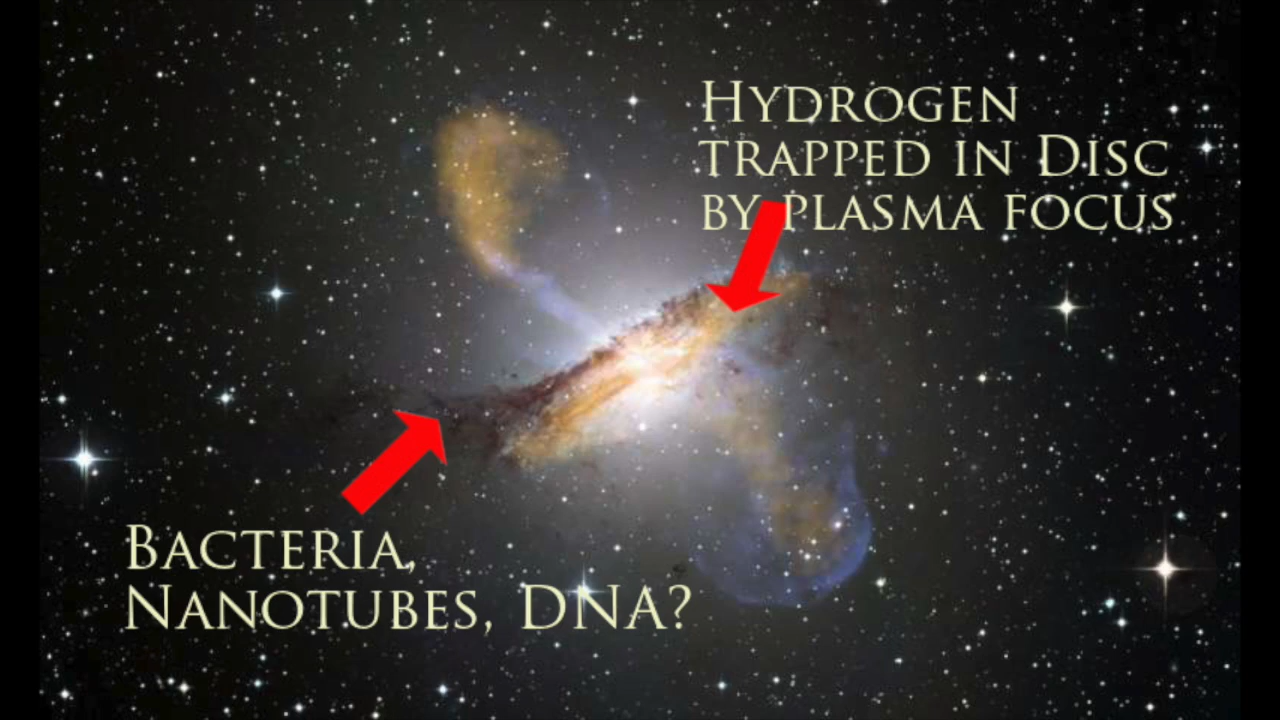 Hydrogen
trapped in Disc
by plasma focus
Bacteria,
Nanotubes, DNA?